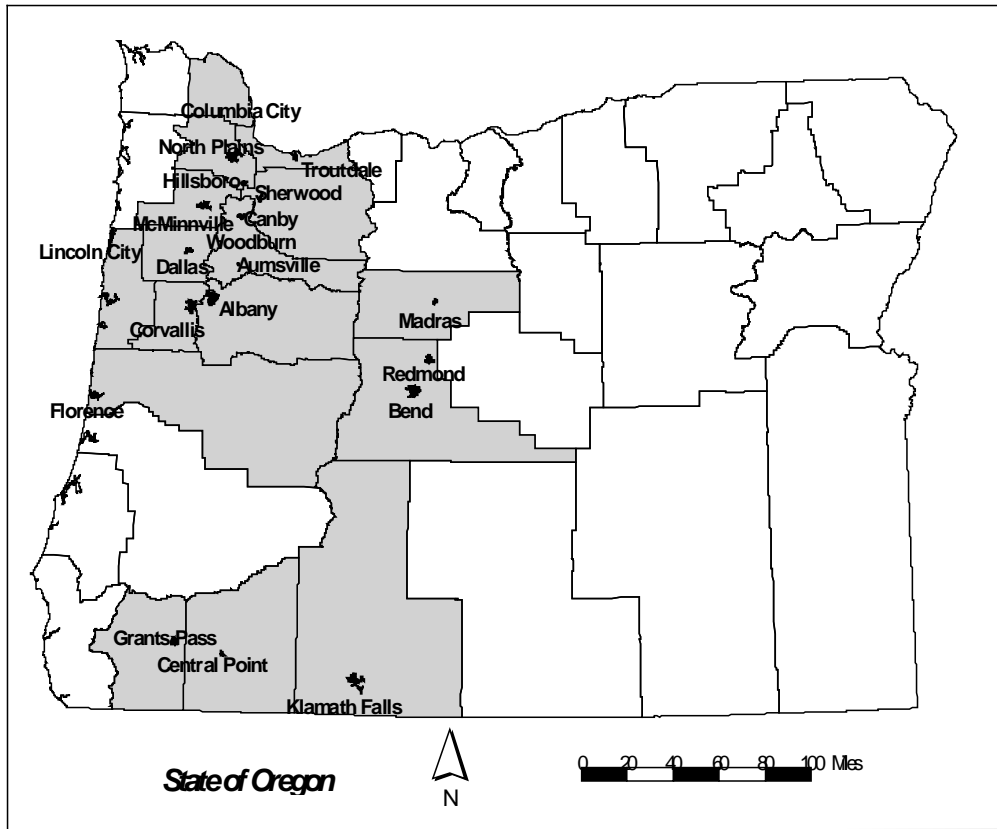 Columbia City
North Plains
Troutdale
Hillsboro
Sherwood
McMinnville
Canby
Woodburn
Lincoln City
Dallas
Aumsville
Albany
Corvallis
Madras
Redmond
Florence
Bend
Grants Pass
Central Point
Klamath Falls
State of Oregon
N
0 20 40 60 80 100 Miles